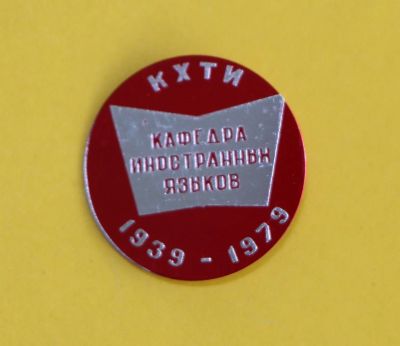 КХТИ
КАФЕДРА
ИНОСТРАННЫХ
ЯЗЫКОВ
1939-1979